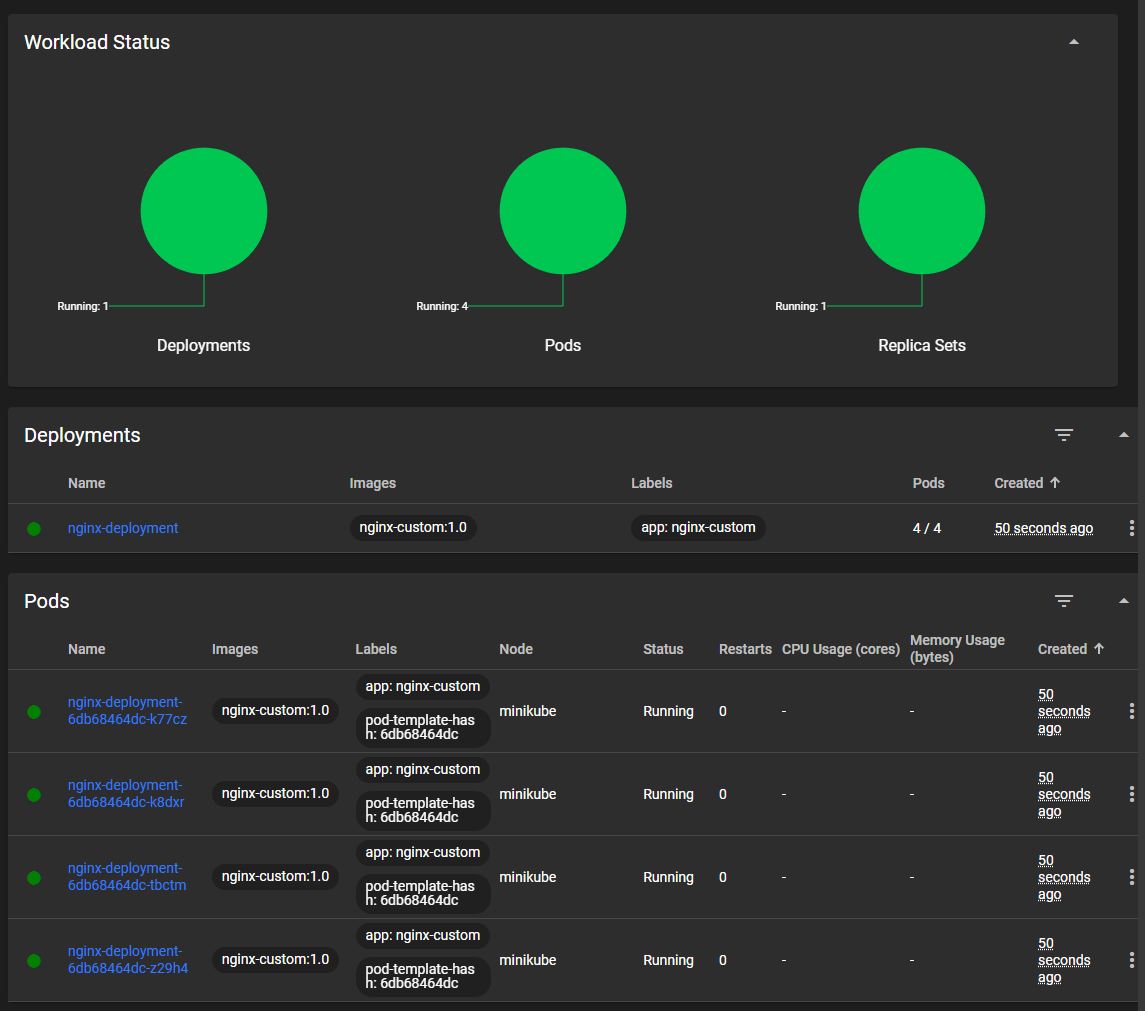 Workload Status
Running: 1
Running: 4
Running: 1
Deployments
Pods
Replica Sets
Deployments
Name Images Labels Pods Created
nginx-deployment nginx-custom:1.0 app: nginx-custom 4 / 4 50 seconds ago
Pods
Name Images Labels Node Status Restarts CPU Usage (cores) Memory Usage
(bytes) Created
nginx-deployment-
6db68464dc-k77cz
nginx-custom:1.0
app: nginx-custom
pod-template-has
h: 6db68464dc
minikube
Running
0
-
-
50
seconds
ago
nginx-deployment-
6db68464dc-k8dxr
nginx-custom:1.0
app: nginx-custom
pod-template-has
h: 6db68464dc
minikube
Running
0
-
-
50
seconds
ago
nginx-deployment-
6db68464dc-tbctm
nginx-custom:1.0
app: nginx-custom
pod-template-has
h: 6db68464dc
minikube
Running
0
-
-
50
seconds
ago
nginx-deployment-
6db68464dc-z29h4
nginx-custom:1.0
app: nginx-custom
pod-template-has
h: 6db68464dc
minikube
Running
0
-
-
50
seconds
ago